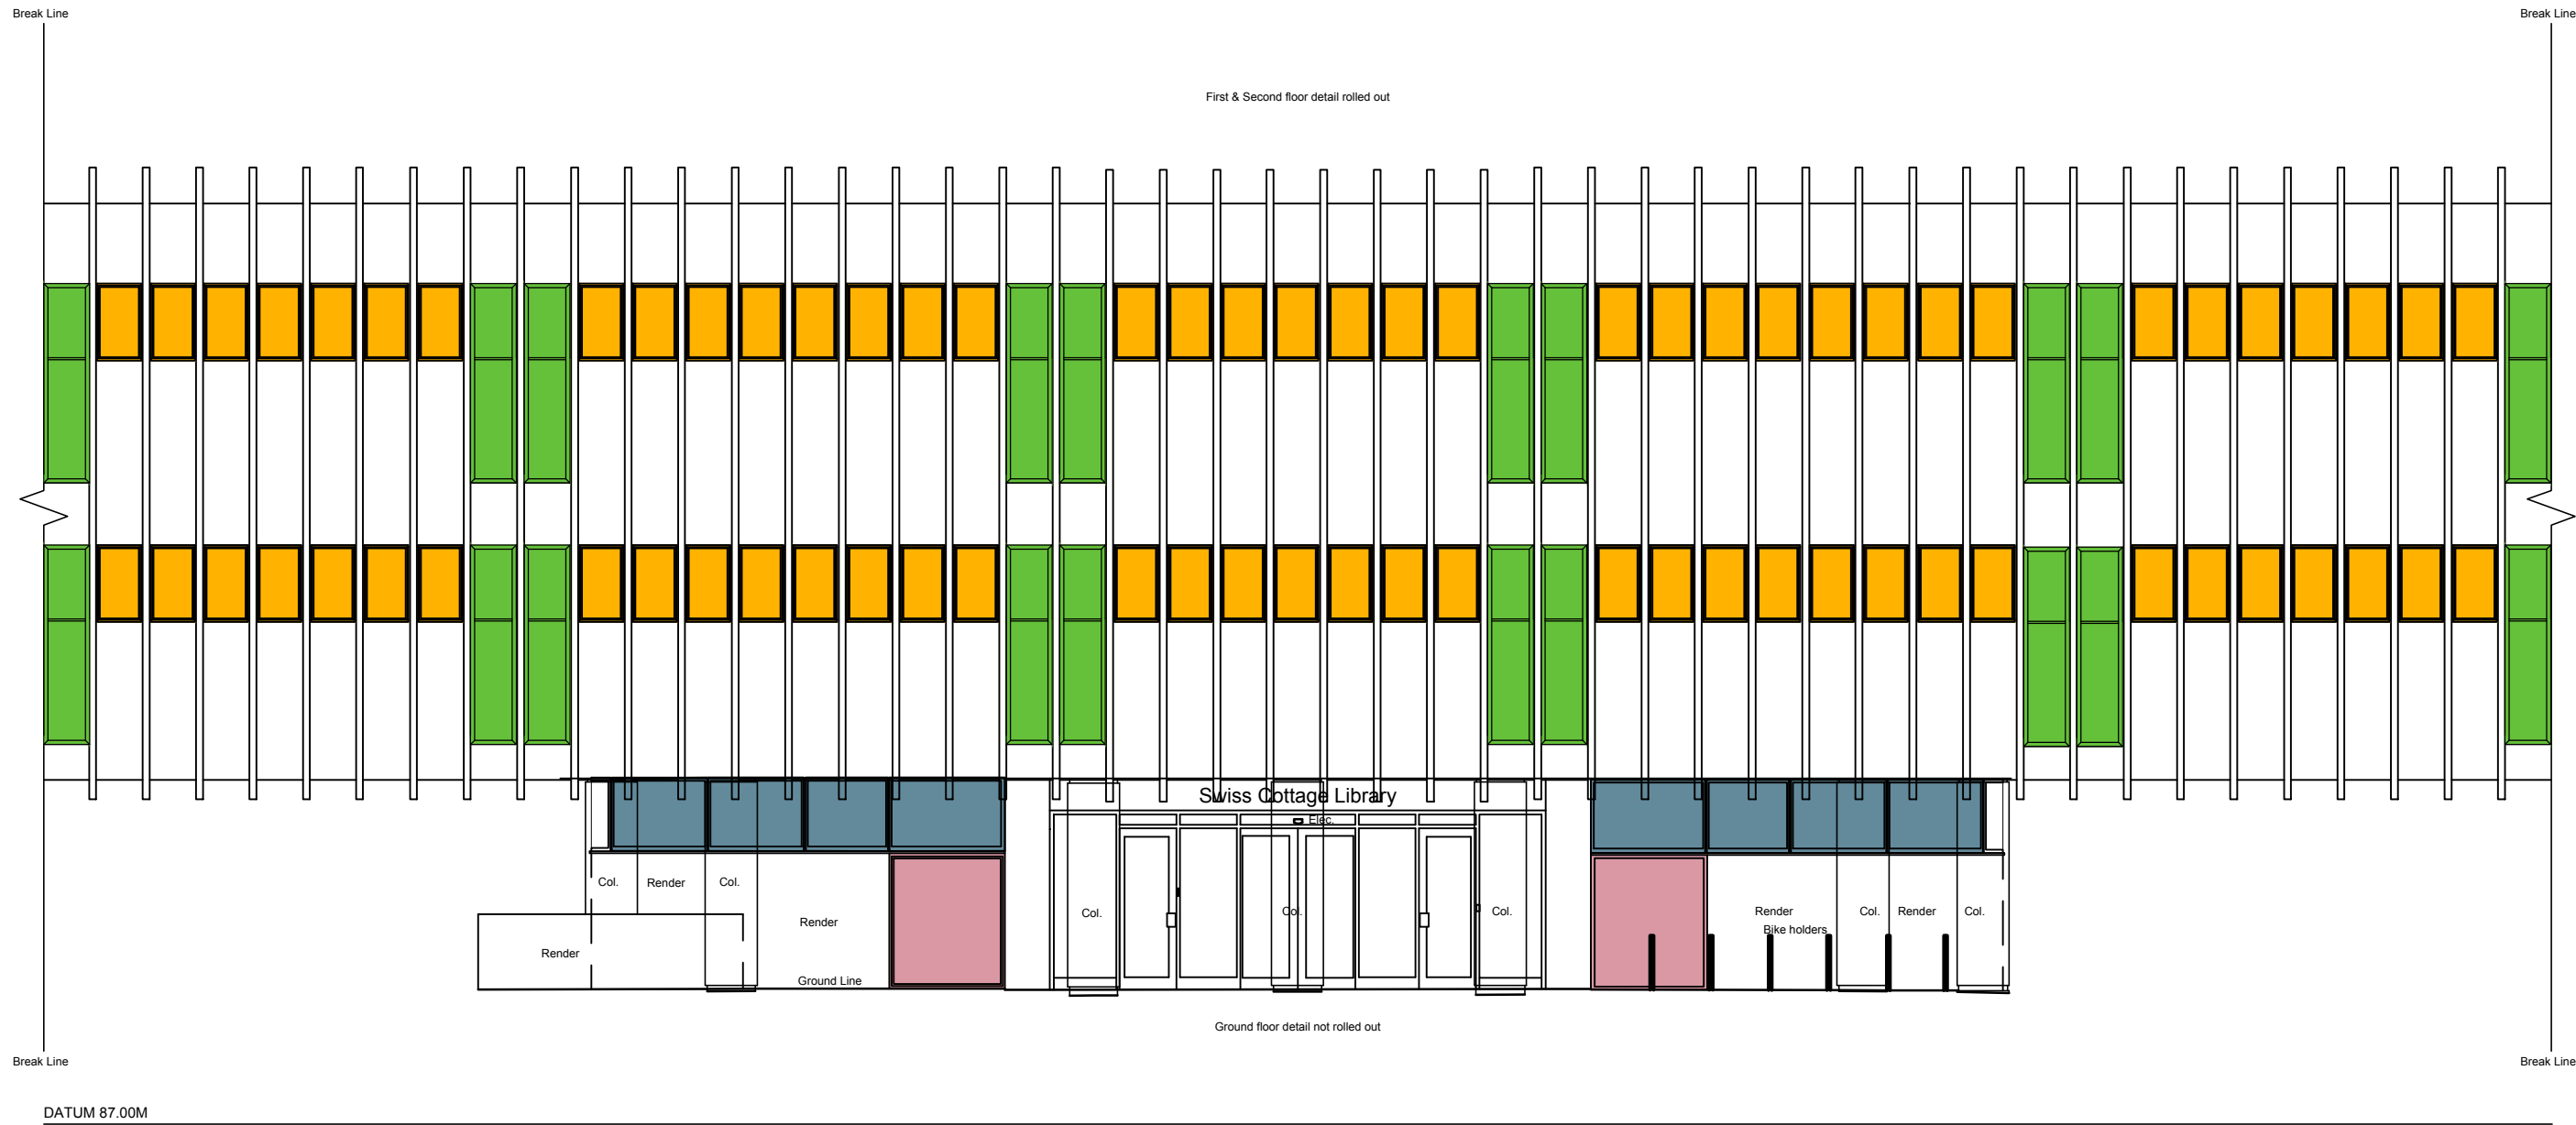 Break Line
Break Line
First & Second floor detail rolled out
Swiss Cottage Library
Elec.
Col.
Render
Col.
Render
Render
Ground Line
Col.
Col.
Col.
Render
Bike holders
Col.
Render
Col.
Ground floor detail not rolled out
Break Line
Break Line
DATUM 87.00M